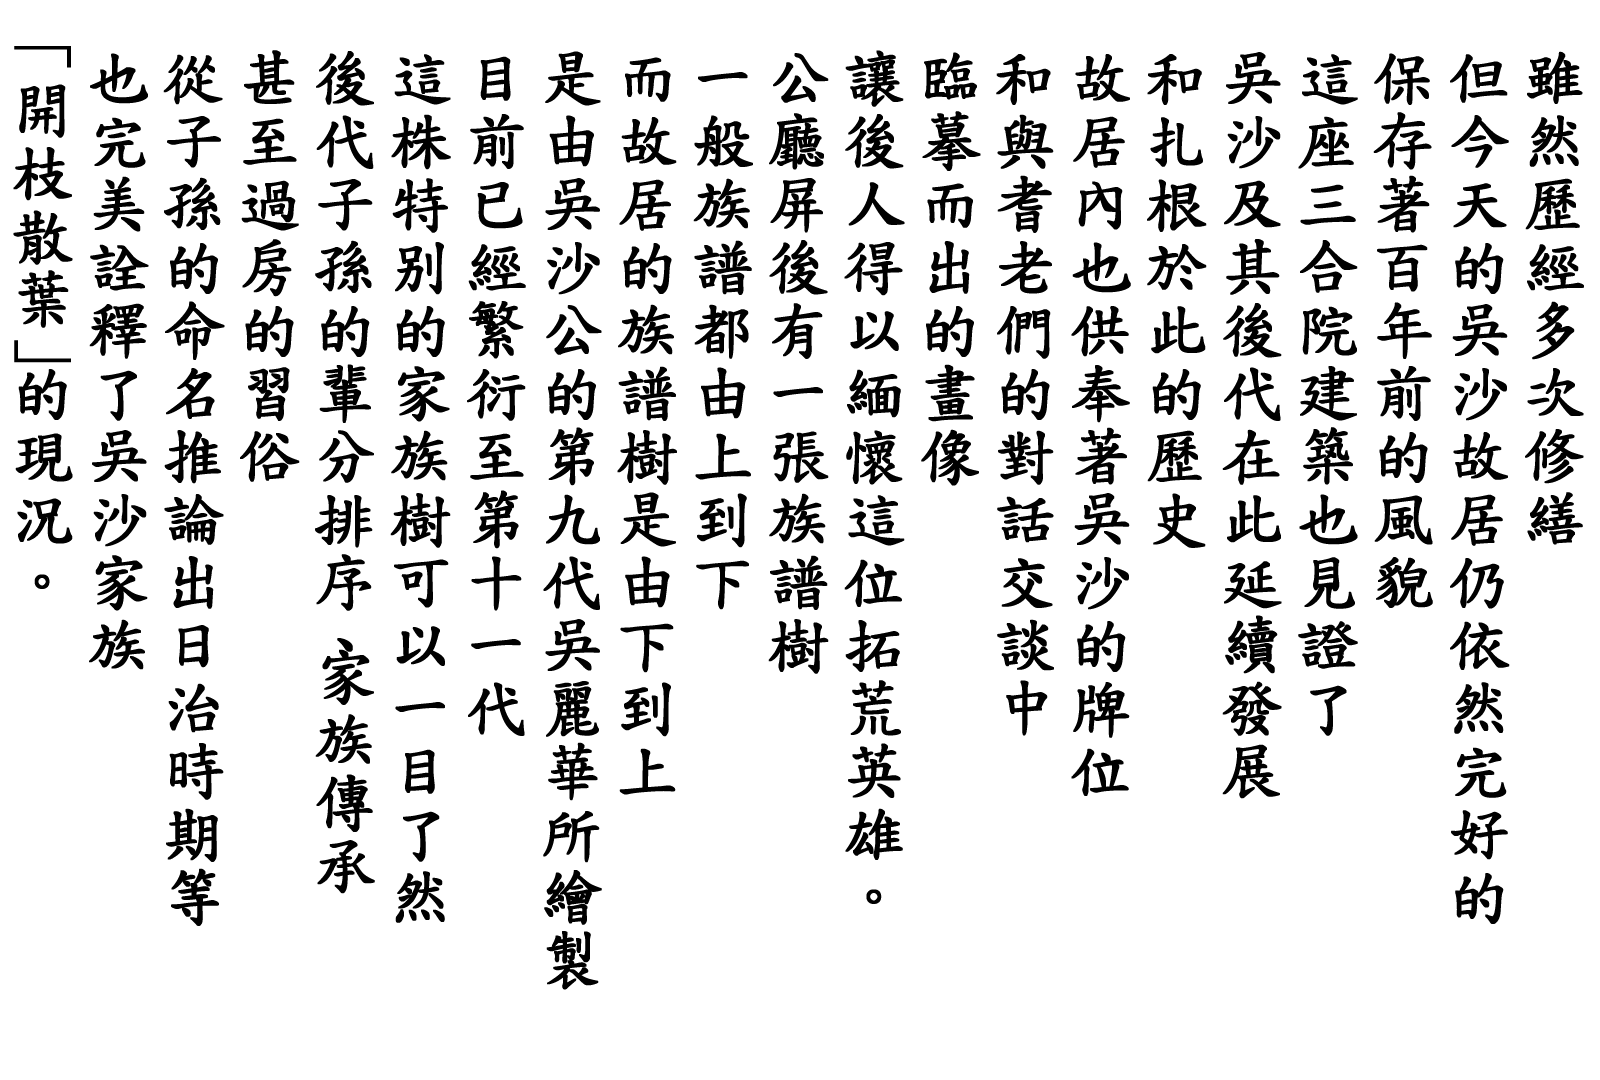 雖然歷經多次修繕
但今天的吳沙故居仍依然完好的
保存著百年前的風貌
這座三合院建築也見證了
吳沙及其後代在此延續發展
和扎根於此的歷史
故居內也供奉著吳沙的牌位
和與耆老們的對話交談中
臨摹而出的畫像
讓後人得以緬懷這位拓荒英雄。
公廳屏後有一張族譜樹
一般族譜都由上到下
而故居的族譜樹是由下到上
是由吳沙公的第九代吳麗華所繪製
目前已經繁衍至第十一代
這株特別的家族樹可以一目了然
後代子孫的輩分排序 家族傳承
甚至過房的習俗
從子孫的命名推論出日治時期等
也完美詮釋了吳沙家族
「開枝散葉」的現況。